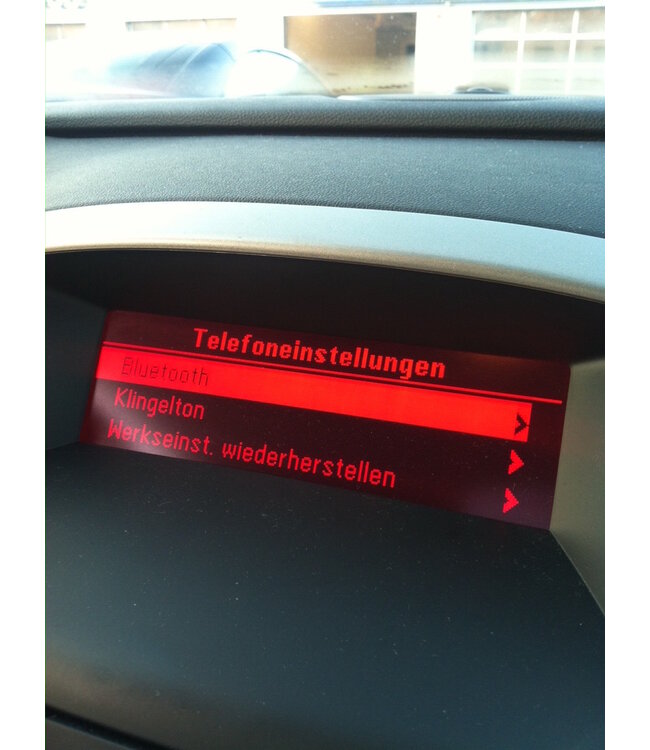 Telefoneinstellungen
Bluetooth
Klingelton
Werkseinst. wiederherstellen